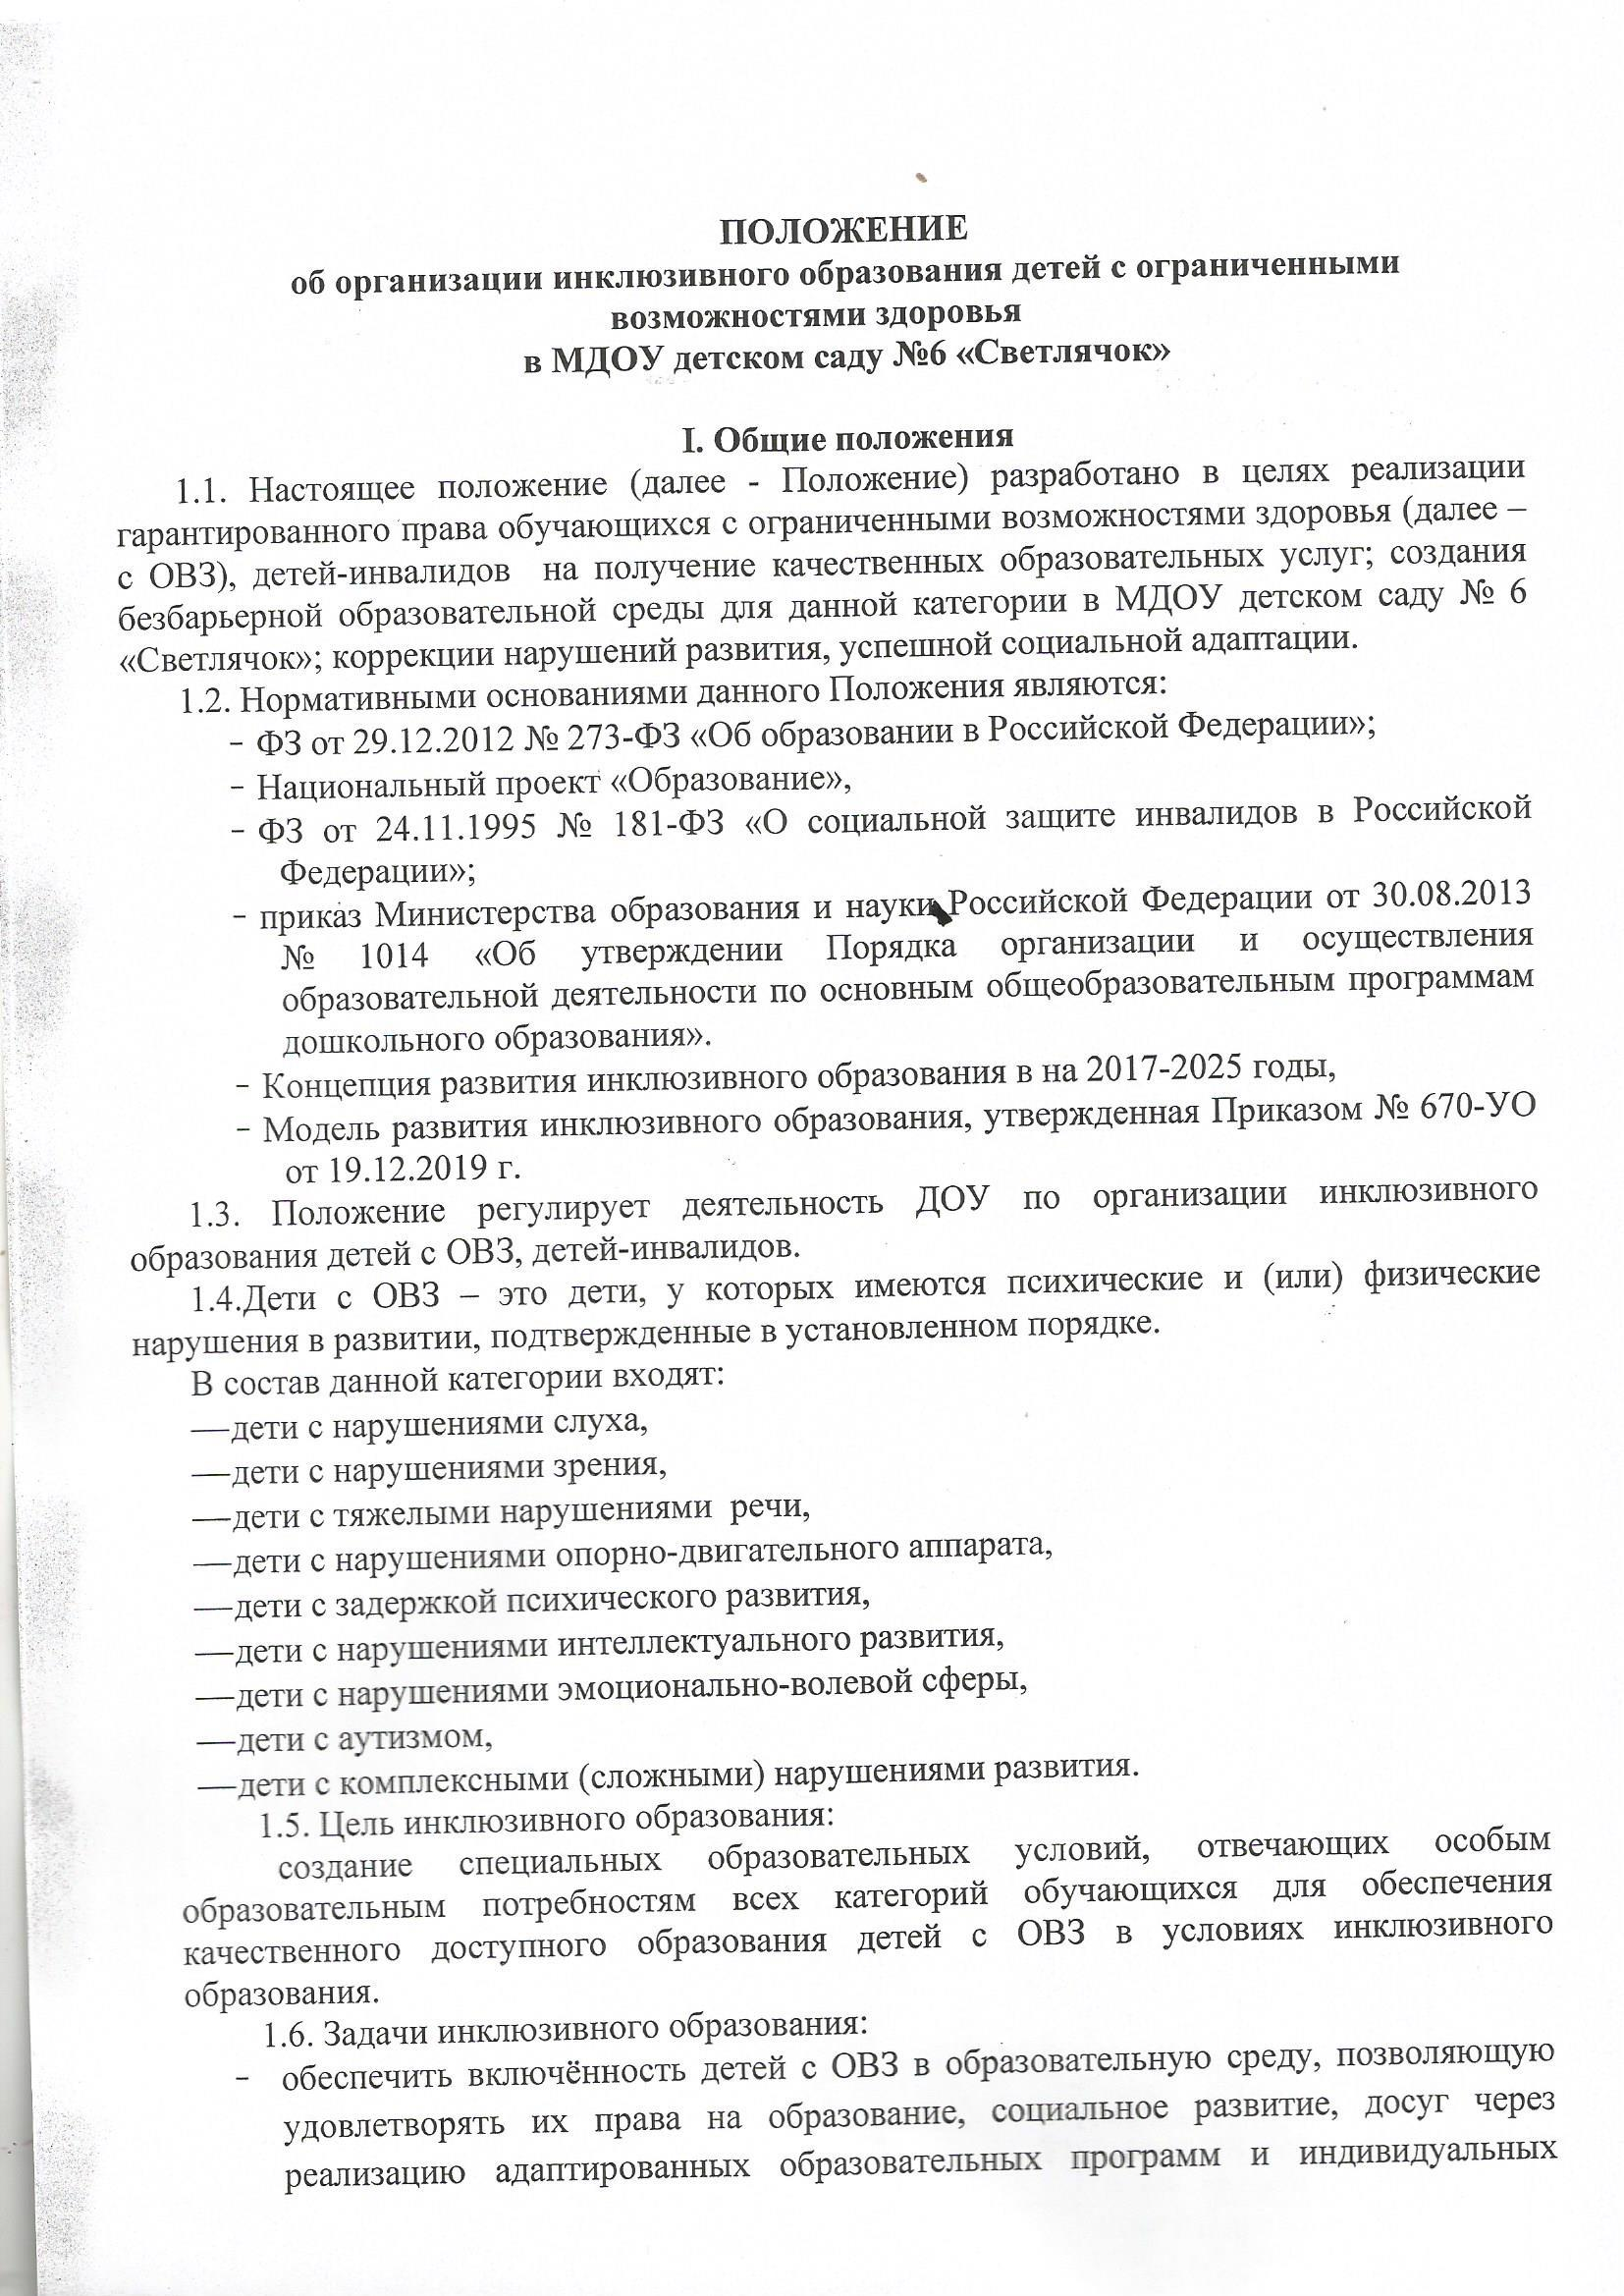 ПОЛОЖЕНИЕ
об организации инклюзивного образования детей с ограниченными
возможностями здоровья
в МДОУ детском саду №6 «Светлячок»
I. Общие положения
1.1. Настоящее положение (далее - Положение) разработано в целях реализации
гарантированного права обучающихся с ограниченными возможностями здоровья (далее –
с ОВЗ), детей-инвалидов на получение качественных образовательных услуг; создания
безбарьерной образовательной среды для данной категории в МДОУ детском саду № 6
«Светлячок»; коррекции нарушений развития, успешной социальной адаптации.
1.2. Нормативными основаниями данного Положения являются:
- ФЗ от 29.12.2012 № 273-ФЗ «Об образовании в Российской Федерации»;
- Национальный проект «Образование»,
- ФЗ от 24.11.1995 № 181-ФЗ «О социальной защите инвалидов в Российской
Федерации»;
- приказ Министерства образования и науки Российской Федерации от 30.08.2013
№ 1014 «Об утверждении Порядка организации и осуществления
образовательной деятельности по основным общеобразовательным программам
дошкольного образования».
- Концепция развития инклюзивного образования в на 2017-2025 годы,
- Модель развития инклюзивного образования, утвержденная Приказом № 670-УО
от 19.12.2019 г.
1.3. Положение регулирует деятельность ДОУ по организации инклюзивного
образования детей с ОВЗ, детей-инвалидов.
1.4.Дети с ОВЗ – это дети, у которых имеются психические и (или) физические
нарушения в развитии, подтвержденные в установленном порядке.
В состав данной категории входят:
—дети с нарушениями слуха,
—дети с нарушениями зрения,
—дети с тяжелыми нарушениями речи,
—дети с нарушениями опорно-двигательного аппарата,
—дети с задержкой психического развития,
—дети с нарушениями интеллектуального развития,
—дети с нарушениями эмоционально-волевой сферы,
—дети с аутизмом,
—дети с комплексными (сложными) нарушениями развития.
1.5. Цель инклюзивного образования:
создание специальных образовательных условий, отвечающих особым
образовательным потребностям всех категорий обучающихся для обеспечения
качественного доступного образования детей с ОВЗ в условиях инклюзивного
образования.
1.6. Задачи инклюзивного образования:
- обеспечить включённость детей с ОВЗ в образовательную среду, позволяющую
удовлетворять их права на образование, социальное развитие, досуг через
реализацию адаптированных образовательных программ и индивидуальных